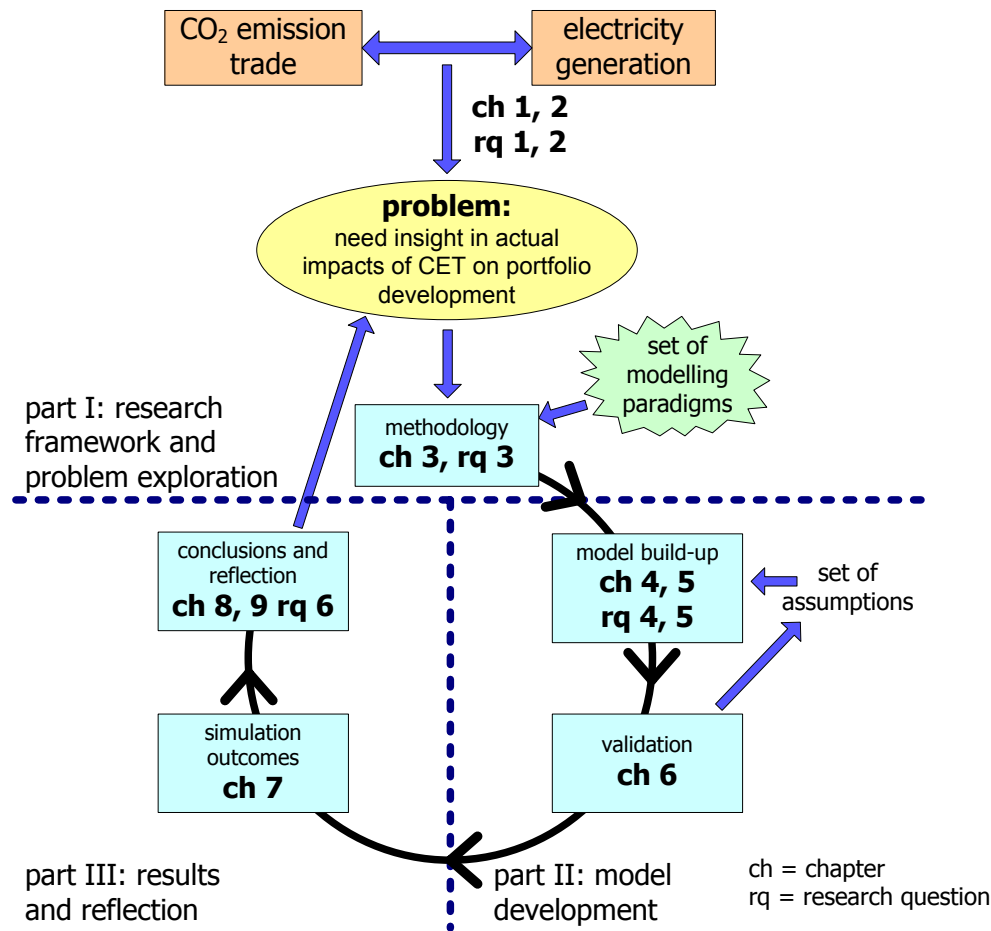 CO₂ emission
trade
electricity
generation
ch 1, 2
rq 1, 2
problem:
need insight in actual
impacts of CET on portfolio
development
set of
modelling
paradigms
part I: research
framework and
problem exploration
methodology
ch 3, rq 3
conclusions and
reflection
ch 8, 9 rq 6
model build-up
ch 4, 5
rq 4, 5
set of
assumptions
simulation
outcomes
ch 7
validation
ch 6
part III: results
and reflection
part II: model
development
ch = chapter
rq = research question